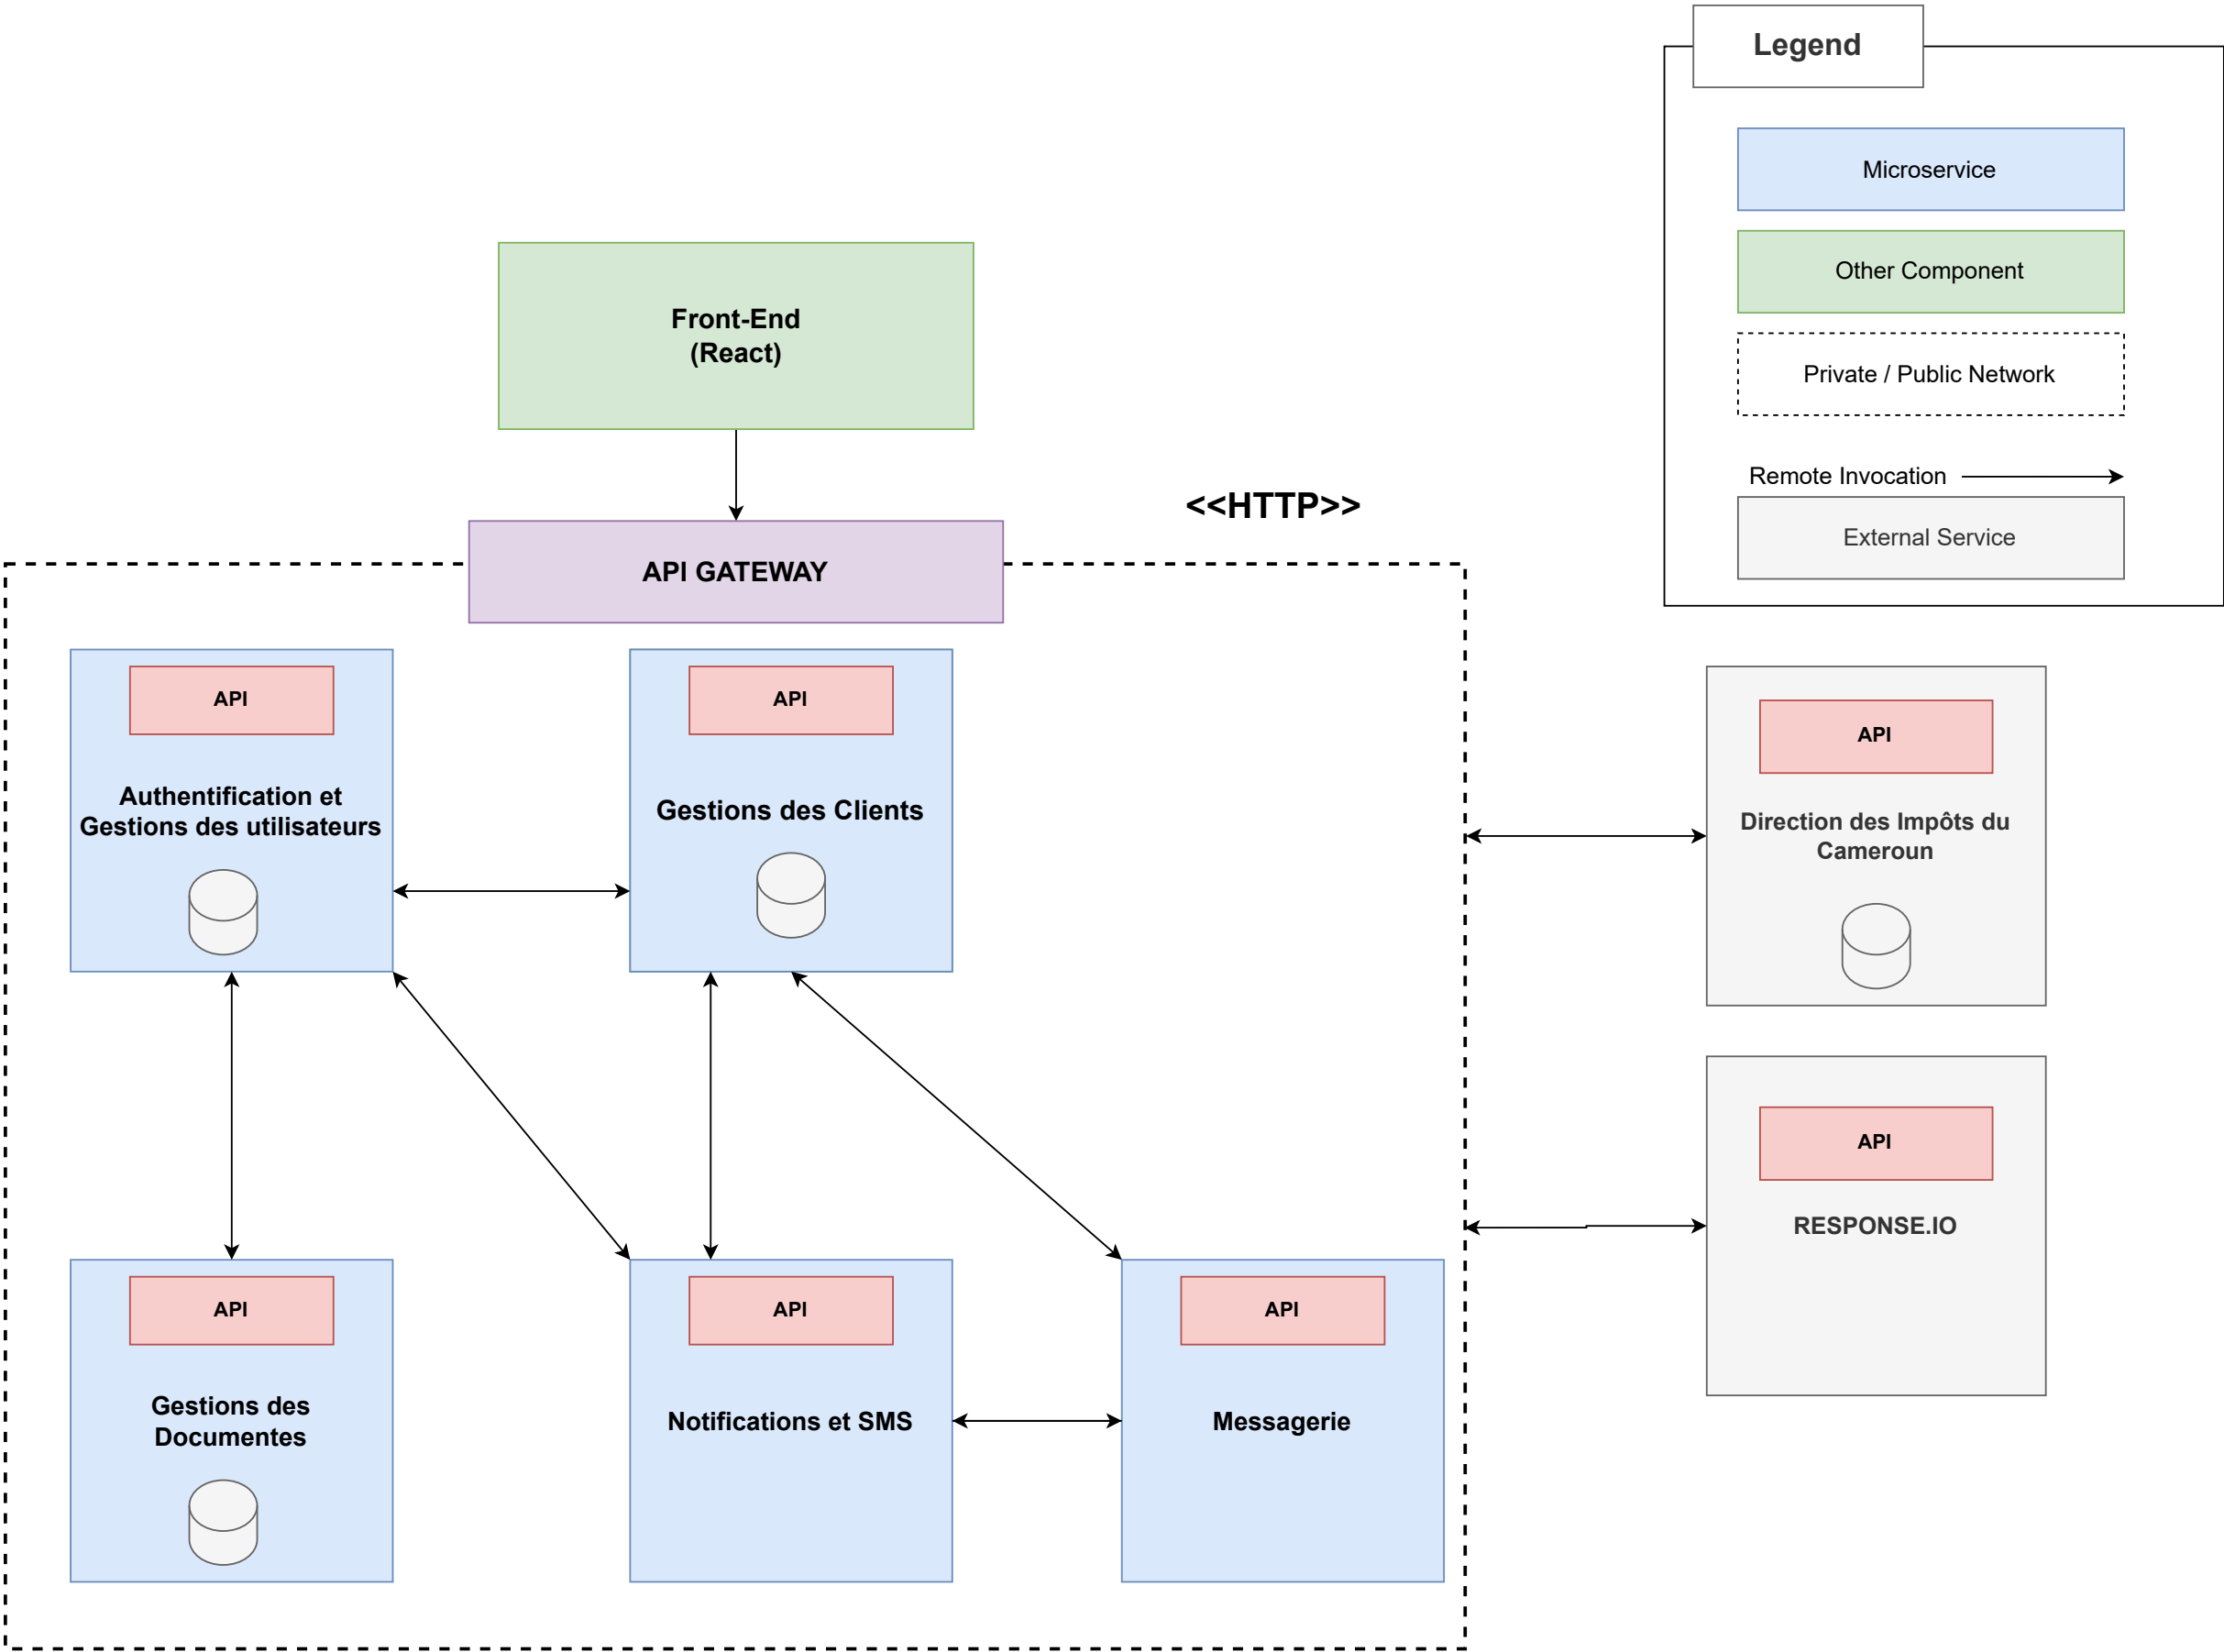 Legend
Microservice
Other Component
Private / Public Network
Remote Invocation
External Service
Front-End
(React)
<<HTTP>>
API GATEWAY
API
Authentification et
Gestions des utilisateurs
API
Gestions des Clients
API
Direction des Impôts du
Cameroun
API
RESPONSE.IO
API
Gestions des
Documentes
API
Notifications et SMS
API
Messagerie